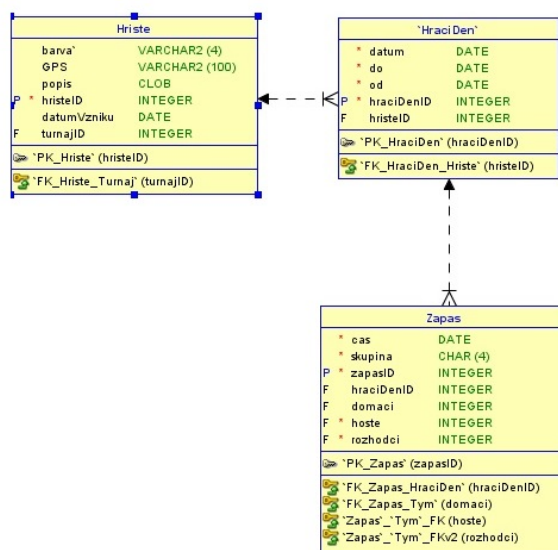 Hriste
barva` VARCHAR2 (4)
GPS VARCHAR2 (100)
popis CLOB
P * hristeID INTEGER
datumVzniku DATE
F turnajID INTEGER
`PK_Hriste` (hristeID)
`FK_Hriste_Turnaj` (turnajID)
`HraciDen`
* datum DATE
* do DATE
* od DATE
P * hraciDenID INTEGER
F hristeID INTEGER
`PK_HraciDen` (hraciDenID)
`FK_HraciDen_Hriste` (hristeID)
Zapas
* cas DATE
* skupina CHAR (4)
P * zapasID INTEGER
F hraciDenID INTEGER
F domaci INTEGER
F * hoste INTEGER
F * rozhodci INTEGER
`PK_Zapas` (zapasID)
`FK_Zapas_HraciDen` (hraciDenID)
`FK_Zapas_Tym` (domaci)
`Zapas`_`Tym`_FK (hoste)
`Zapas`_`Tym`_FKv2 (rozhodci)